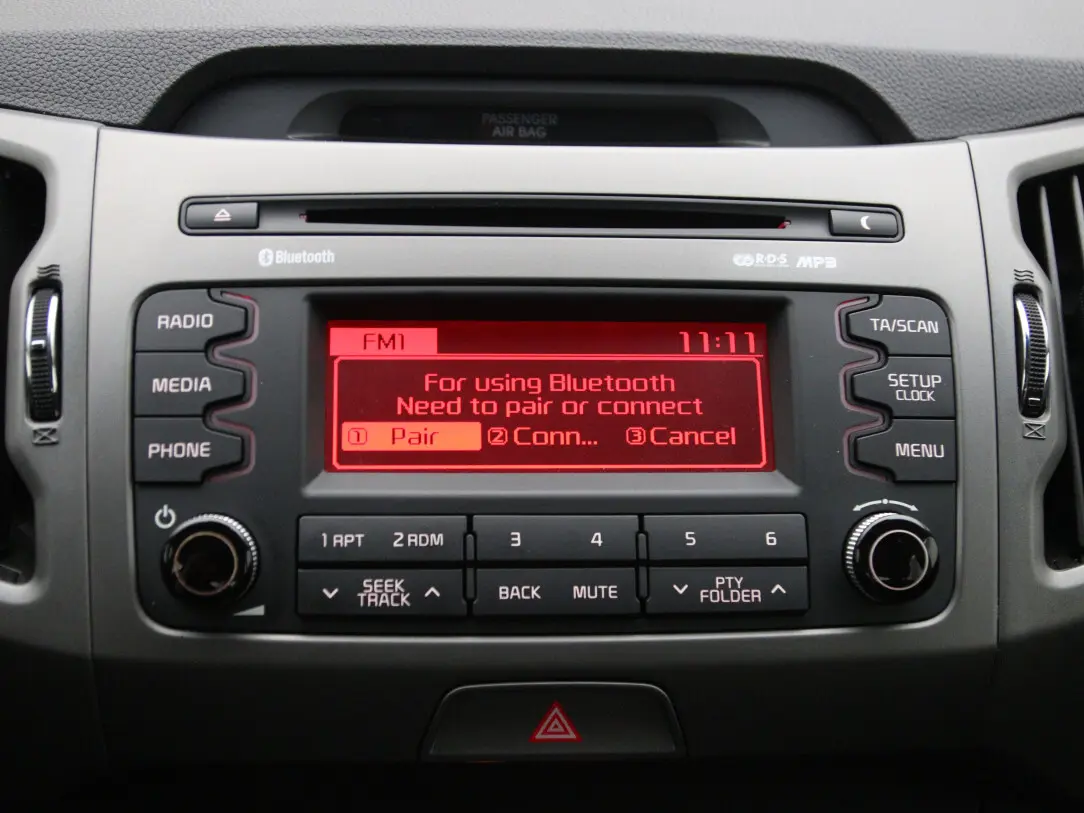 PASSENGER
AIR BAG
Bluetooth
R·D·S MP3
RADIO
MEDIA
PHONE
FM1 11:11
For using Bluetooth
Need to pair or connect
1 Pair 2 Conn... 3 Cancel
TA/SCAN
SETUP
CLOCK
MENU
1 RPT 2 RDM 3 4 5 6
SEEK
TRACK
BACK MUTE
PTY
FOLDER